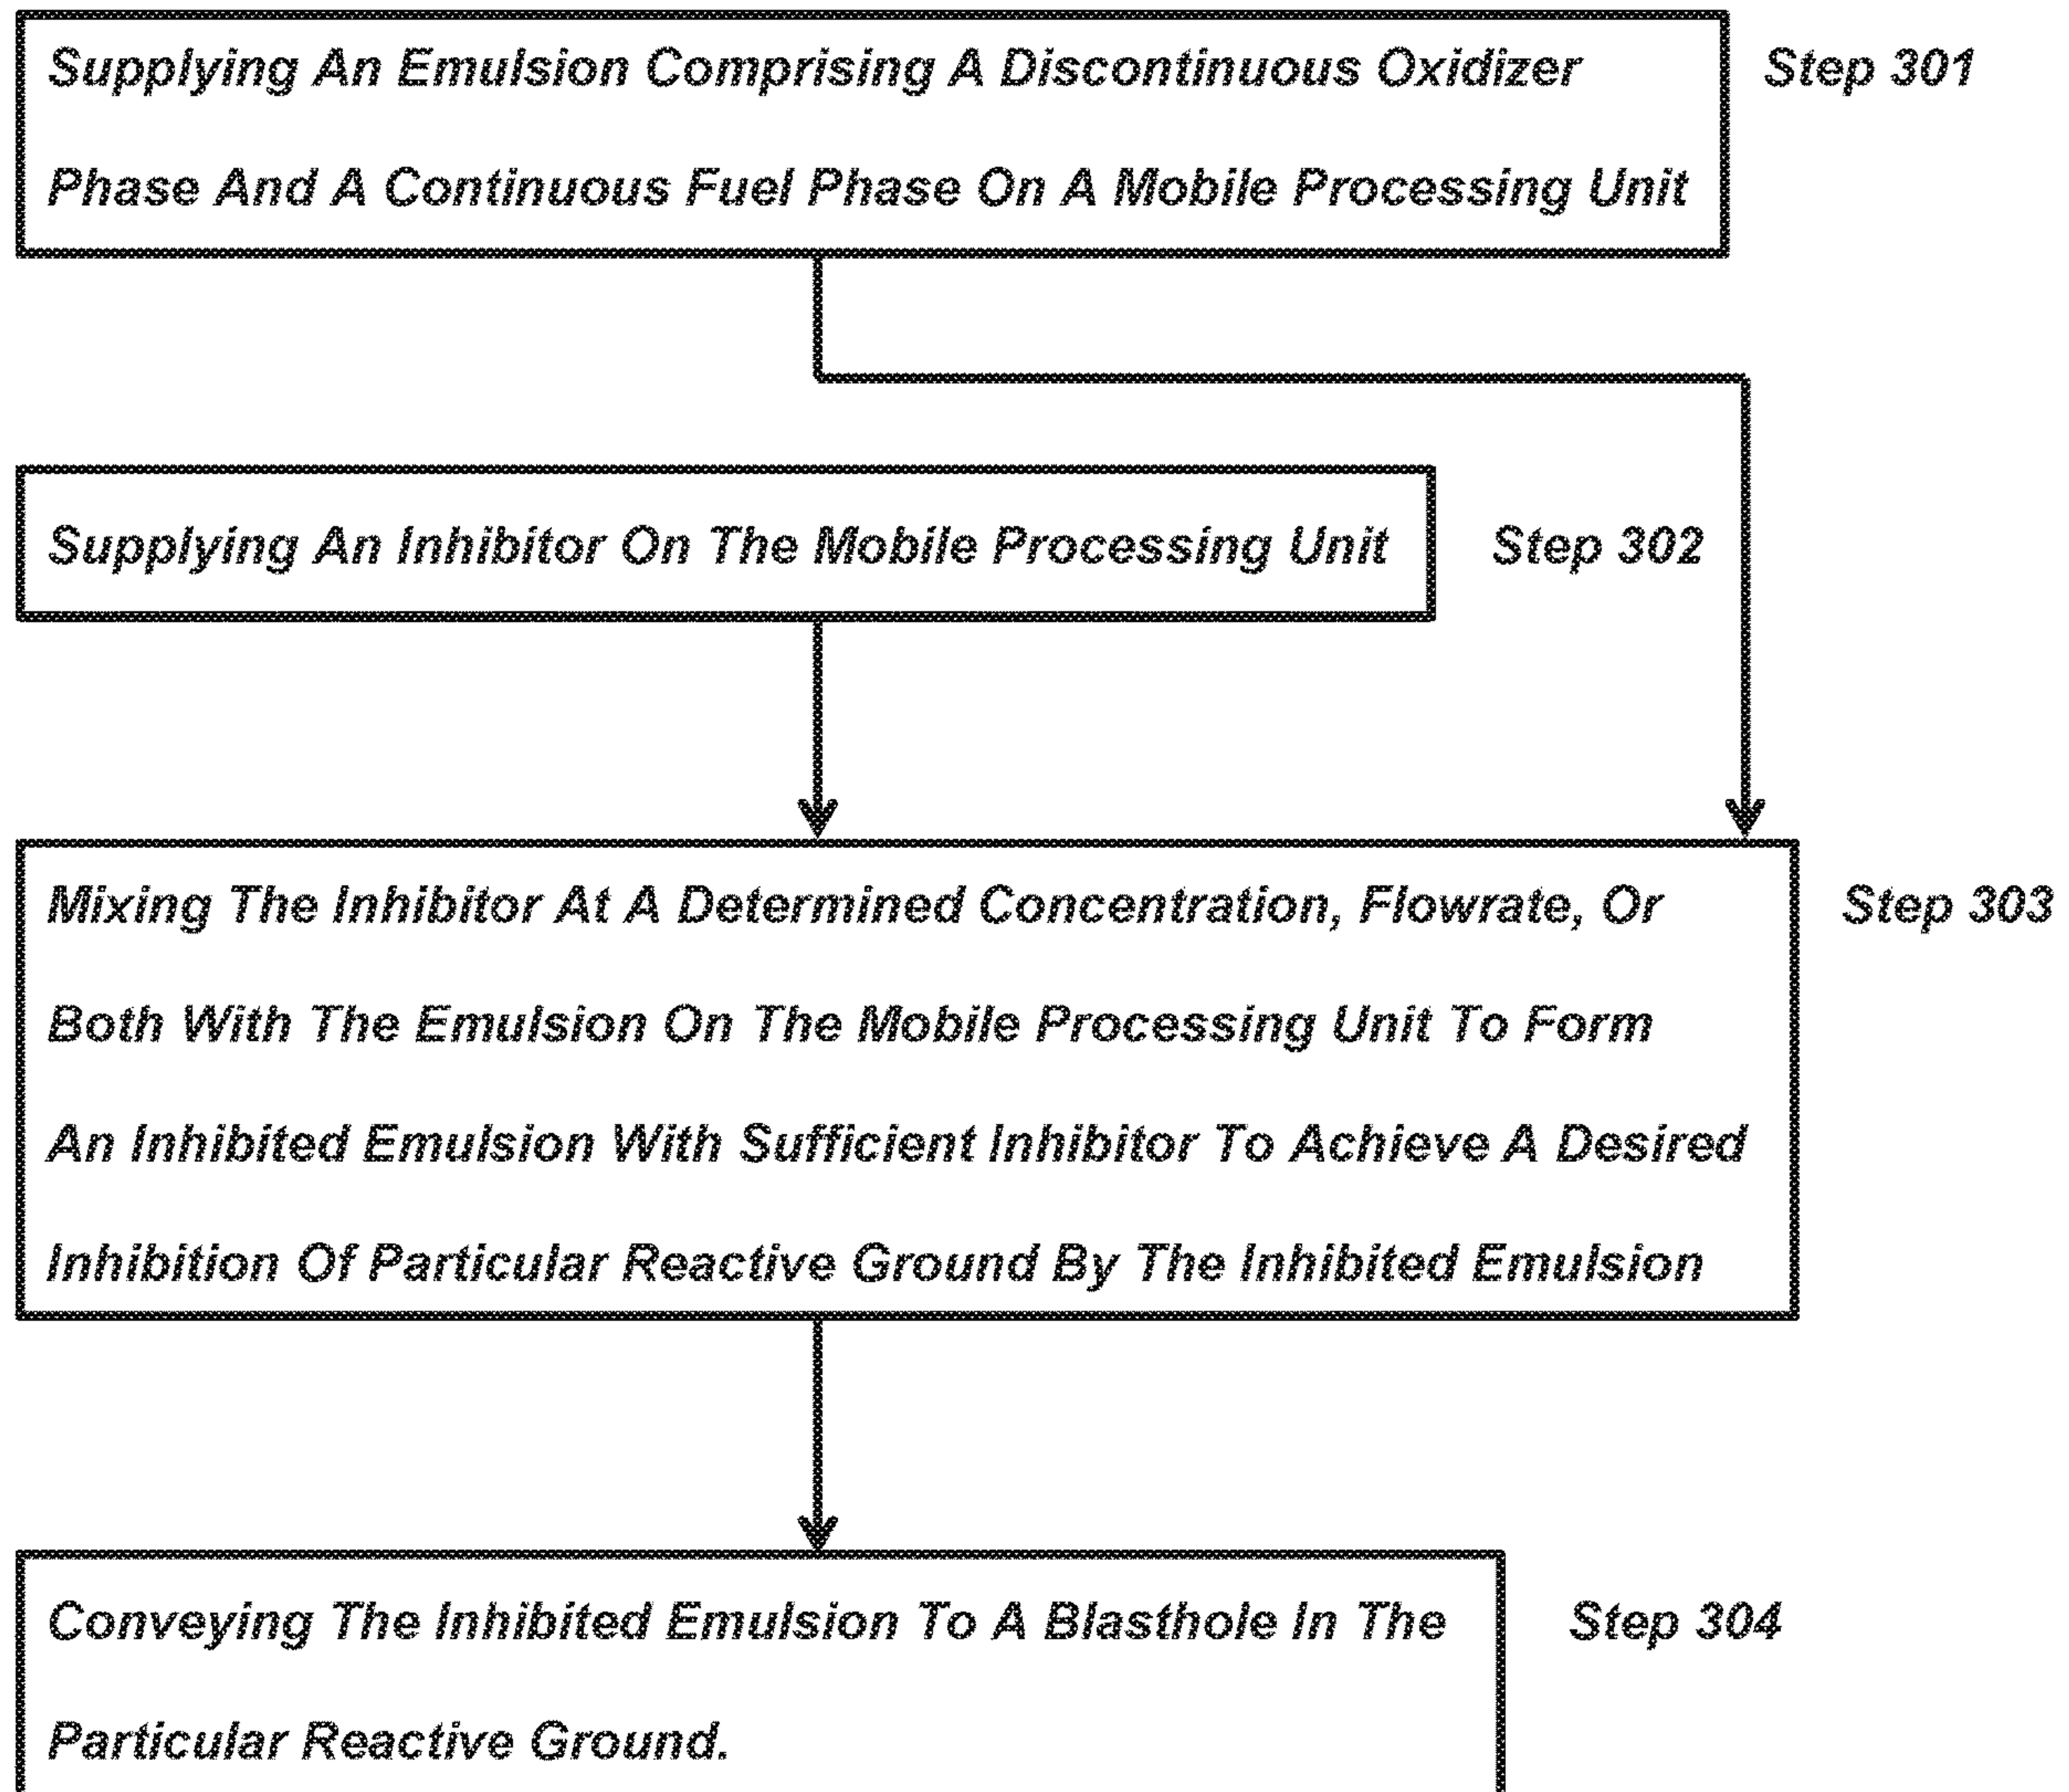 Supplying An Emulsion Comprising A Discontinuous Oxidizer
Phase And A Continuous Fuel Phase On A Mobile Processing Unit
Step 301
Supplying An Inhibitor On The Mobile Processing Unit
Step 302
Mixing The Inhibitor At A Determined Concentration, Flowrate, Or
Both With The Emulsion On The Mobile Processing Unit To Form
An Inhibited Emulsion With Sufficient Inhibitor To Achieve A Desired
Inhibition Of Particular Reactive Ground By The Inhibited Emulsion
Step 303
Conveying The Inhibited Emulsion To A Blasthole In The
Particular Reactive Ground.
Step 304